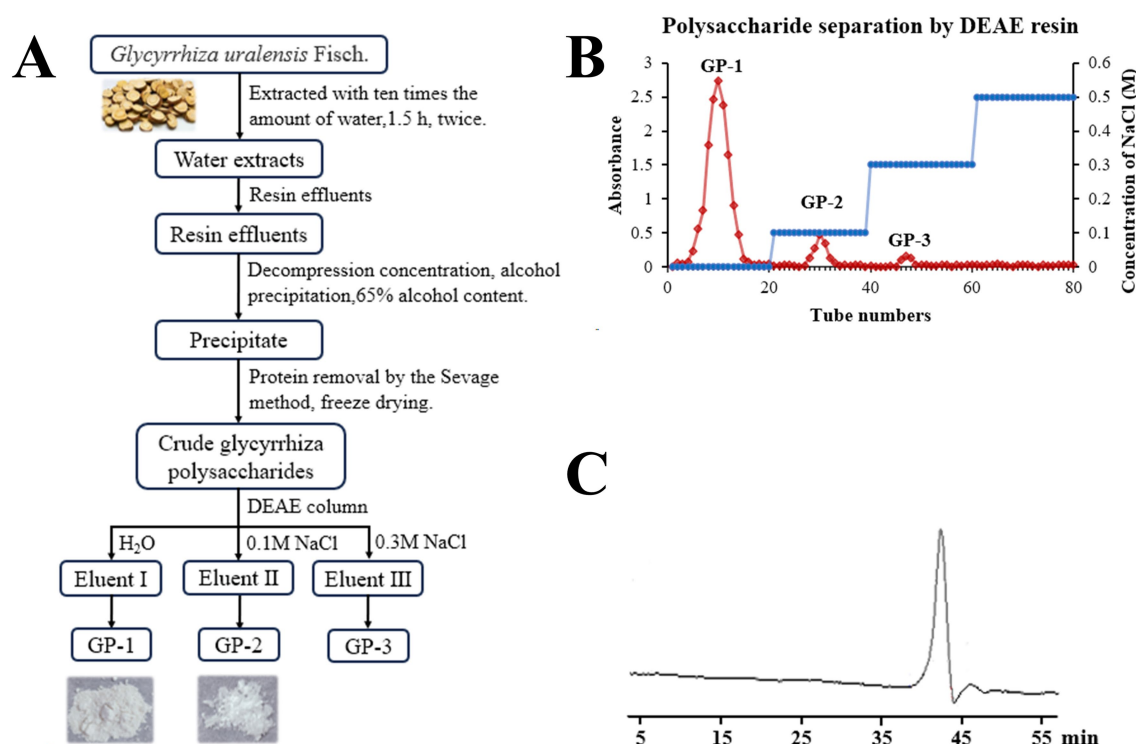 A
Glycyrrhiza uralensis Fisch.
Extracted with ten times the
amount of water,1.5 h, twice.
Water extracts
Resin effluents
Resin effluents
Decompression concentration, alcohol
precipitation,65% alcohol content.
Precipitate
Protein removal by the Sevage
method, freeze drying.
Crude glycyrrhiza
polysaccharides
DEAE column
H₂O 0.1M NaCl 0.3M NaCl
Eluent I Eluent II Eluent III
GP-1 GP-2 GP-3
B
Polysaccharide separation by DEAE resin
GP-1
GP-2
GP-3
Absorbance
3
2.5
2
1.5
1
0.5
0
0.6
0.5
0.4
0.3
0.2
0.1
0
Concentration of NaCl (M)
0 20 40 60 80
Tube numbers
C
5 15 25 35 45 55 min